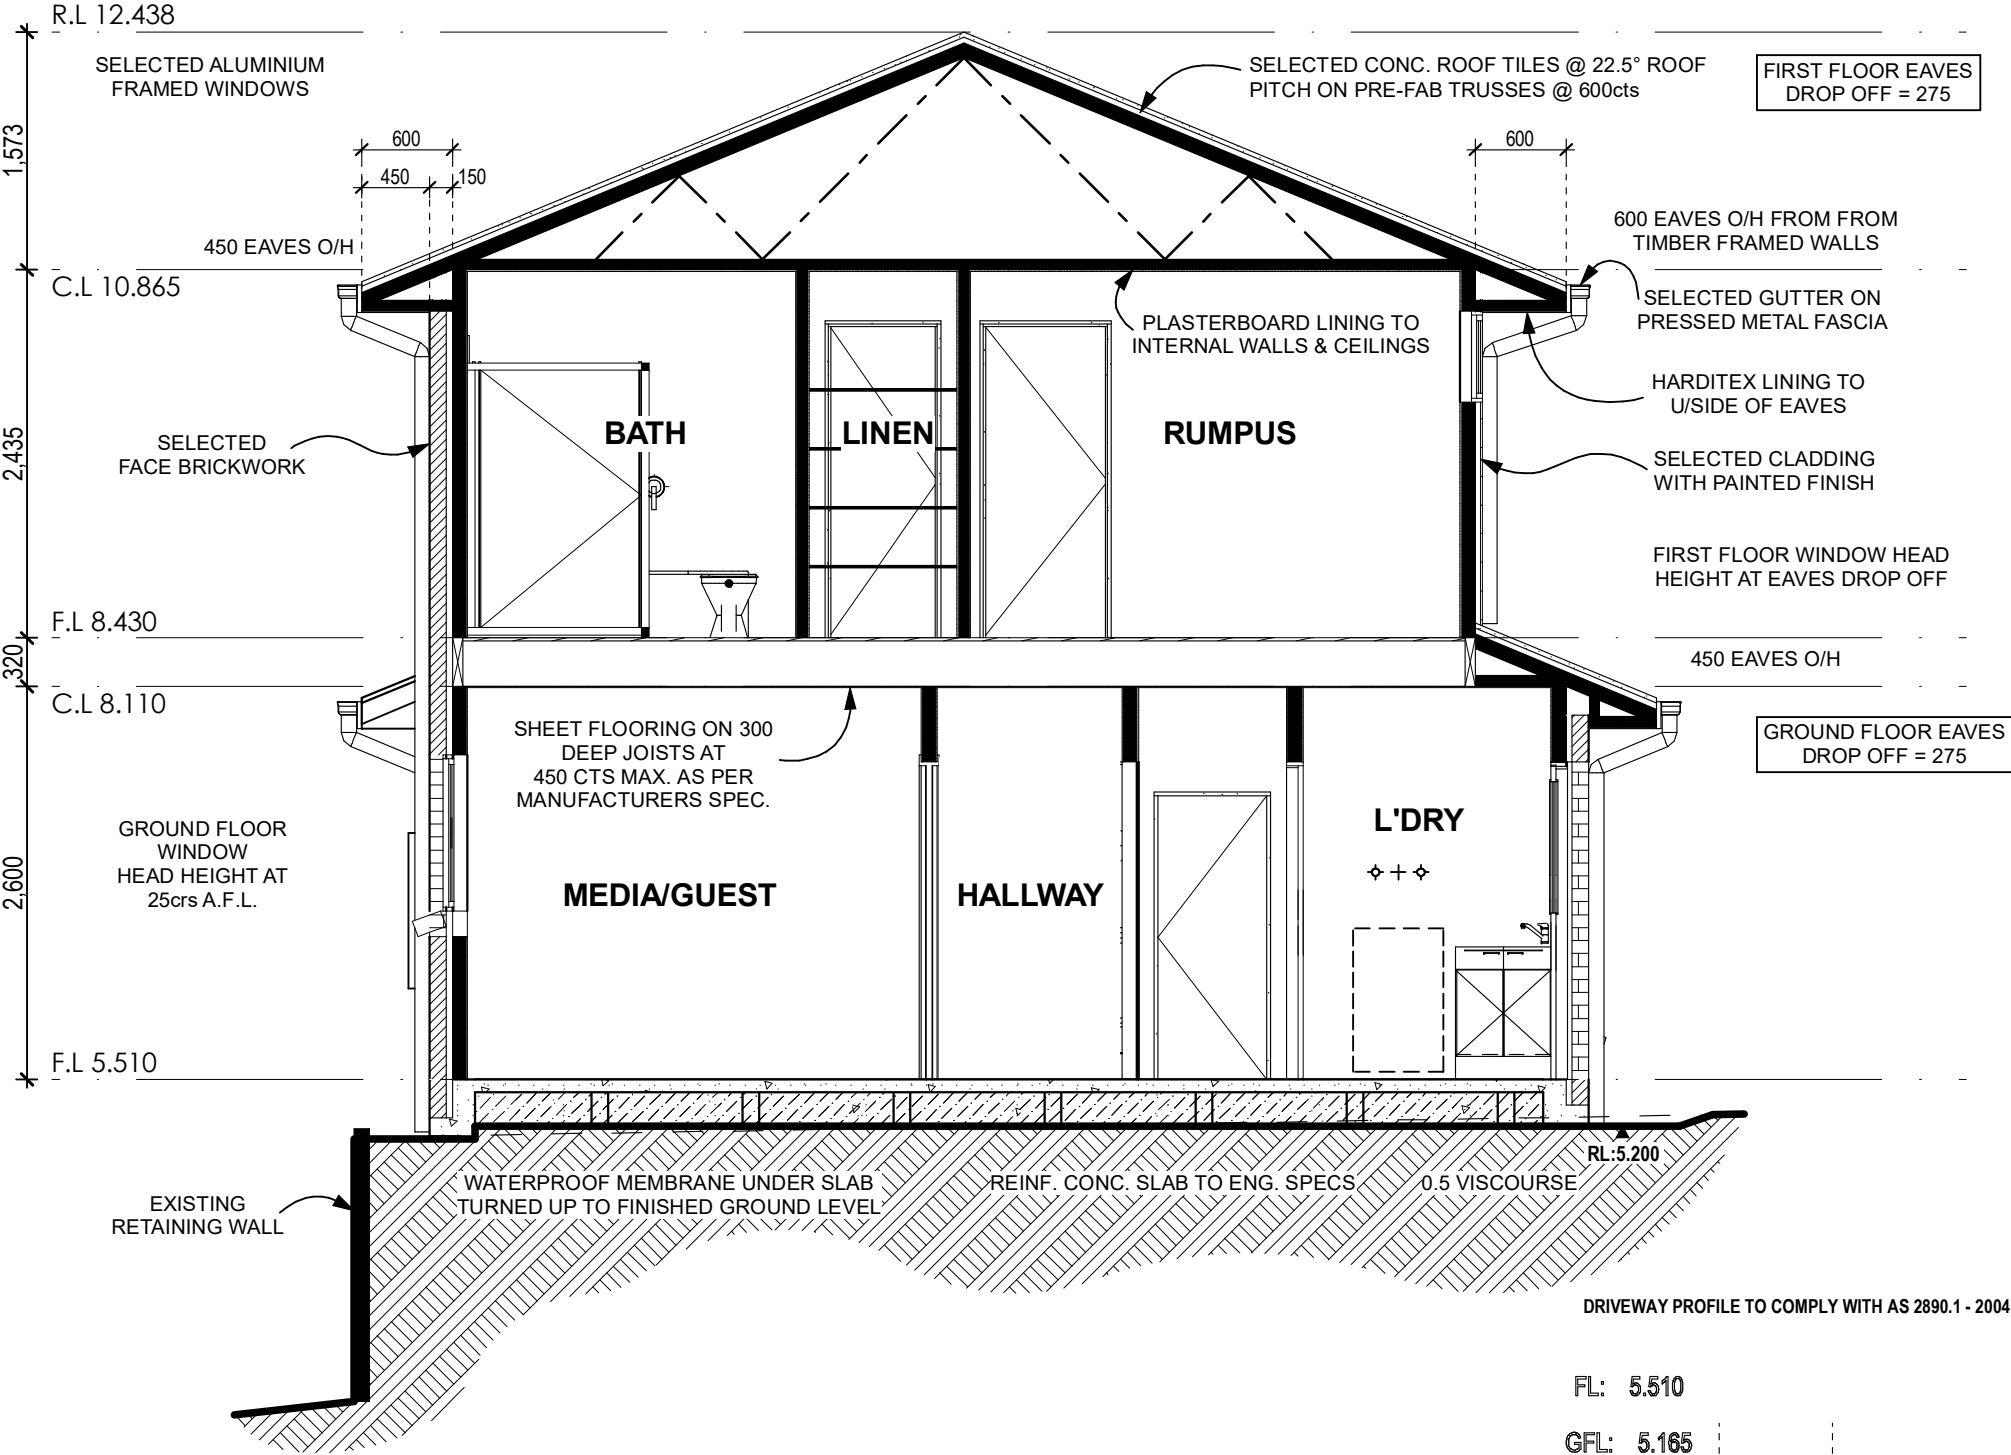 R.L 12.438
SELECTED ALUMINIUM
FRAMED WINDOWS
SELECTED CONC. ROOF TILES @ 22.5° ROOF
PITCH ON PRE-FAB TRUSSES @ 600cts
FIRST FLOOR EAVES
DROP OFF = 275
1,573
600
450
150
600
450 EAVES O/H
600 EAVES O/H FROM FROM
TIMBER FRAMED WALLS
C.L 10.865
SELECTED GUTTER ON
PRESSED METAL FASCIA
PLASTERBOARD LINING TO
INTERNAL WALLS & CEILINGS
HARDITEX LINING TO
U/SIDE OF EAVES
2,435
SELECTED
FACE BRICKWORK
BATH
LINEN
RUMPUS
SELECTED CLADDING
WITH PAINTED FINISH
FIRST FLOOR WINDOW HEAD
HEIGHT AT EAVES DROP OFF
F.L 8.430
320
450 EAVES O/H
C.L 8.110
SHEET FLOORING ON 300
DEEP JOISTS AT
450 CTS MAX. AS PER
MANUFACTURERS SPEC.
GROUND FLOOR EAVES
DROP OFF = 275
2,600
GROUND FLOOR
WINDOW
HEAD HEIGHT AT
25crs A.F.L.
MEDIA/GUEST
HALLWAY
L'DRY
F.L 5.510
RL:5.200
WATERPROOF MEMBRANE UNDER SLAB
TURNED UP TO FINISHED GROUND LEVEL
REINF. CONC. SLAB TO ENG. SPECS
0.5 VISCOURSE
EXISTING
RETAINING WALL
DRIVEWAY PROFILE TO COMPLY WITH AS 2890.1 - 2004
FL: 5.510
GFL: 5.165